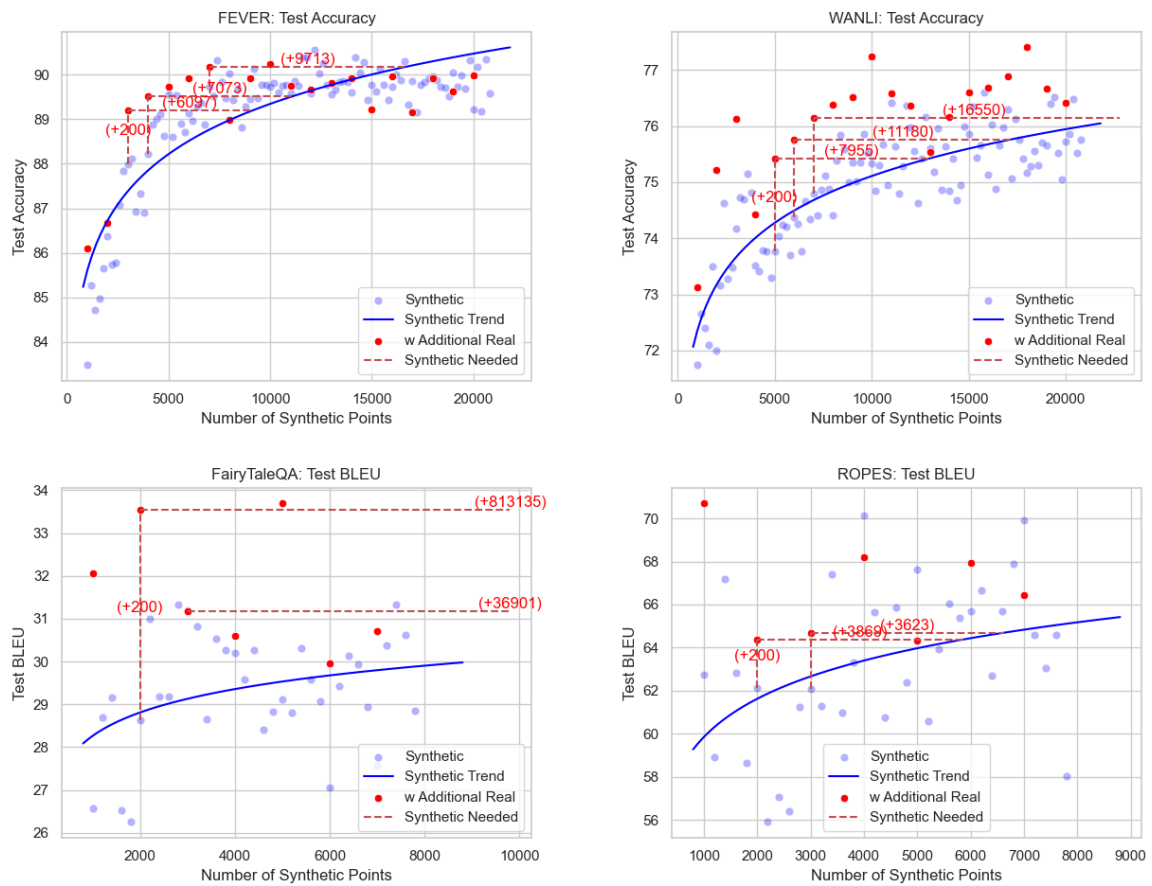 FEVER: Test Accuracy
Test Accuracy
90
89
88
87
86
85
84
(+9713)
(+7073)
(+6097)
(+200)
Synthetic
Synthetic Trend
w Additional Real
Synthetic Needed
0 5000 10000 15000 20000
Number of Synthetic Points
WANLI: Test Accuracy
Test Accuracy
77
76
75
74
73
72
(+16550)
(+11180)
(+7955)
(+200)
Synthetic
Synthetic Trend
w Additional Real
Synthetic Needed
0 5000 10000 15000 20000
Number of Synthetic Points
FairyTaleQA: Test BLEU
Test BLEU
34
33
32
31
30
29
28
27
26
(+813135)
(+200)
(+36901)
Synthetic
Synthetic Trend
w Additional Real
Synthetic Needed
2000 4000 6000 8000 10000
Number of Synthetic Points
ROPES: Test BLEU
Test BLEU
70
68
66
64
62
60
58
56
(+3623)
(+3869)
(+200)
Synthetic
Synthetic Trend
w Additional Real
Synthetic Needed
1000 2000 3000 4000 5000 6000 7000 8000 9000
Number of Synthetic Points